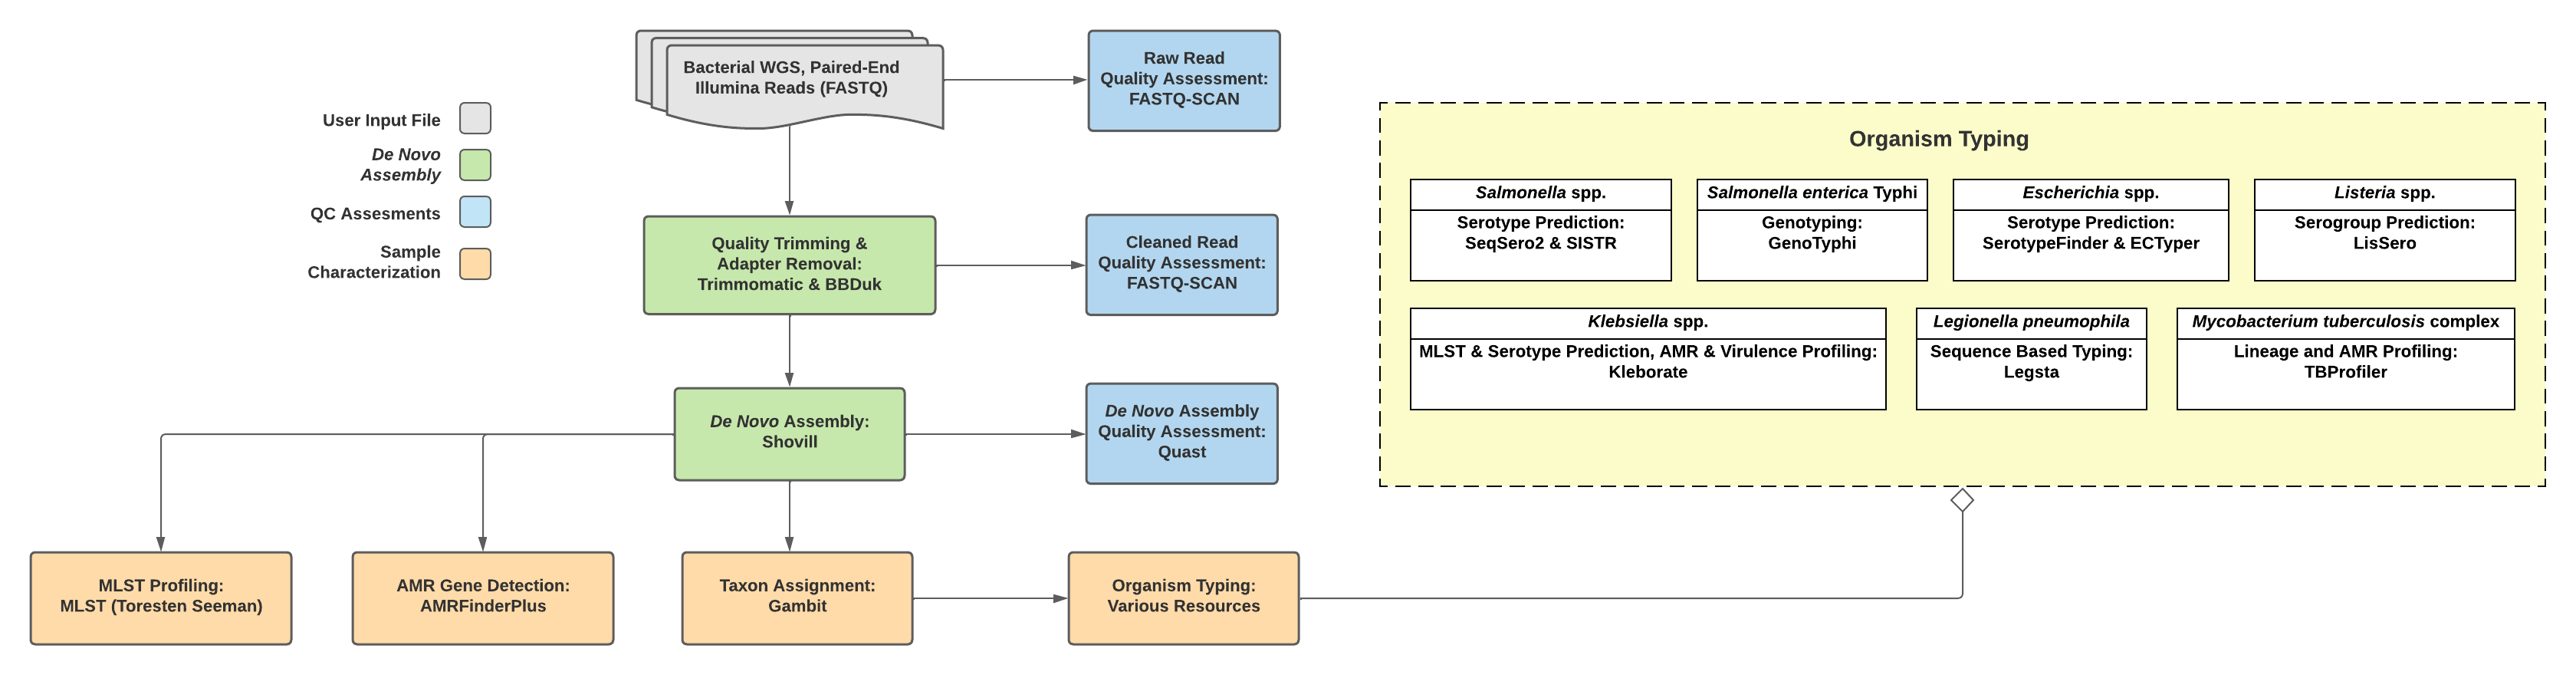 Bacterial WGS, Paired-End
Illumina Reads (FASTQ)
Raw Read
Quality Assessment:
FASTQ-SCAN
User Input File
De Novo
Assembly
QC Assesments
Sample
Characterization
Quality Trimming &
Adapter Removal:
Trimmomatic & BBDuk
Cleaned Read
Quality Assessment:
FASTQ-SCAN
De Novo Assembly:
Shovill
De Novo Assembly
Quality Assessment:
Quast
MLST Profiling:
MLST (Toresten Seeman)
AMR Gene Detection:
AMRFinderPlus
Taxon Assignment:
Gambit
Organism Typing:
Various Resources
Organism Typing
Salmonella spp.
Serotype Prediction:
SeqSero2 & SISTR
Salmonella enterica Typhi
Genotyping:
GenoTyphi
Escherichia spp.
Serotype Prediction:
SerotypeFinder & ECTyper
Listeria spp.
Serogroup Prediction:
LisSero
Klebsiella spp.
MLST & Serotype Prediction, AMR & Virulence Profiling:
Kleborate
Legionella pneumophila
Sequence Based Typing:
Legsta
Mycobacterium tuberculosis complex
Lineage and AMR Profiling:
TBProfiler